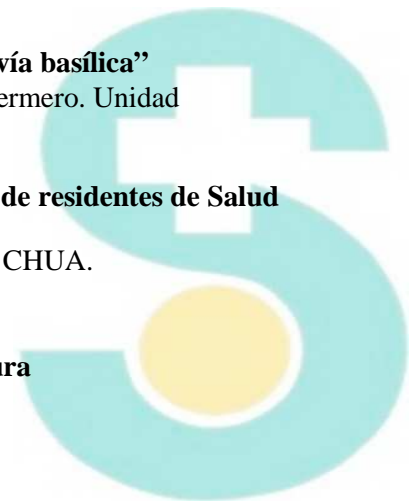 vía basílica”
ermero. Unidad
de residentes de Salud
CHUA.
ura